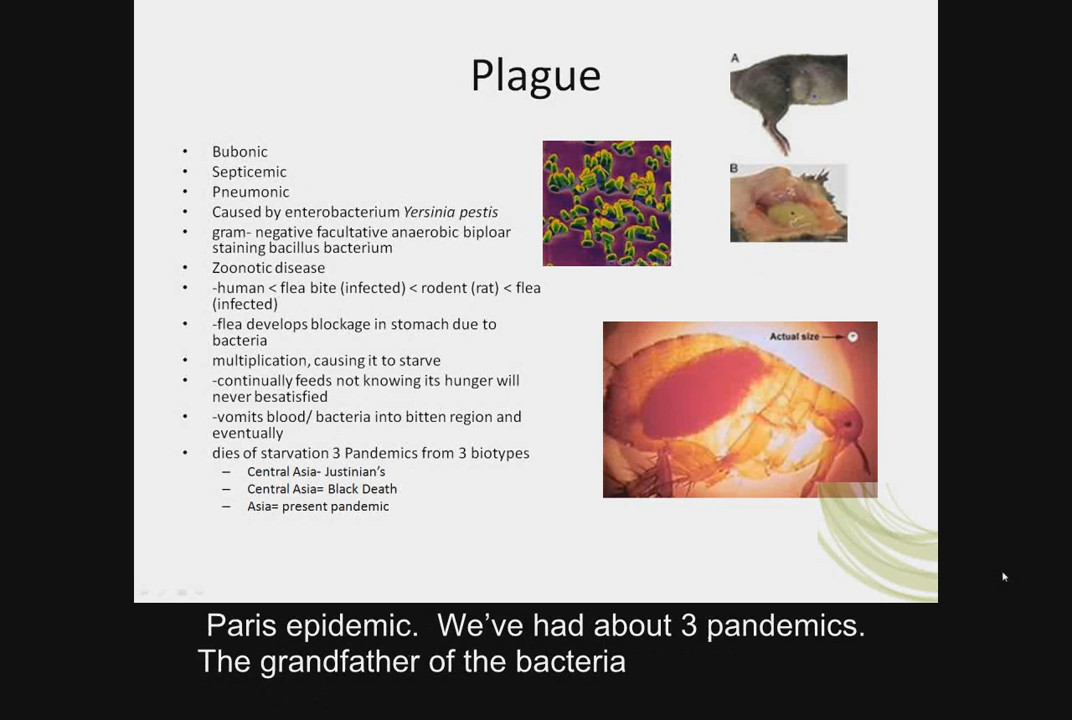 Plague
A
B
• Bubonic
• Septicemic
• Pneumonic
• Caused by enterobacterium Yersinia pestis
• gram- negative facultative anaerobic biploar
staining bacillus bacterium
• Zoonotic disease
• -human < flea bite (infected) < rodent (rat) < flea
(infected)
• -flea develops blockage in stomach due to
bacteria
• multiplication, causing it to starve
• -continually feeds not knowing its hunger will
never besatisfied
• -vomits blood/ bacteria into bitten region and
eventually
• dies of starvation 3 Pandemics from 3 biotypes
– Central Asia- Justinian's
– Central Asia= Black Death
– Asia= present pandemic
Actual size
Paris epidemic. We've had about 3 pandemics.
The grandfather of the bacteria